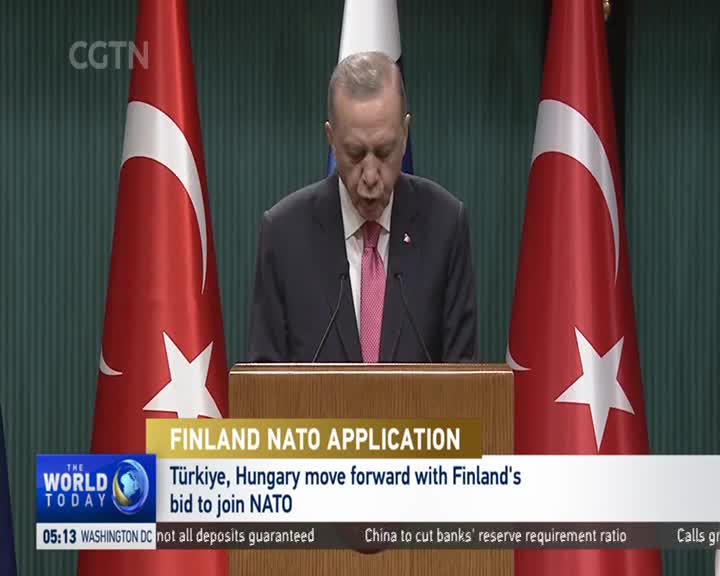 CGTN
FINLAND NATO APPLICATION
Türkiye, Hungary move forward with Finland's
bid to join NATO
THE
WORLD
TODAY
05:13 WASHINGTON DC
not all deposits guaranteed China to cut banks' reserve requirement ratio Calls